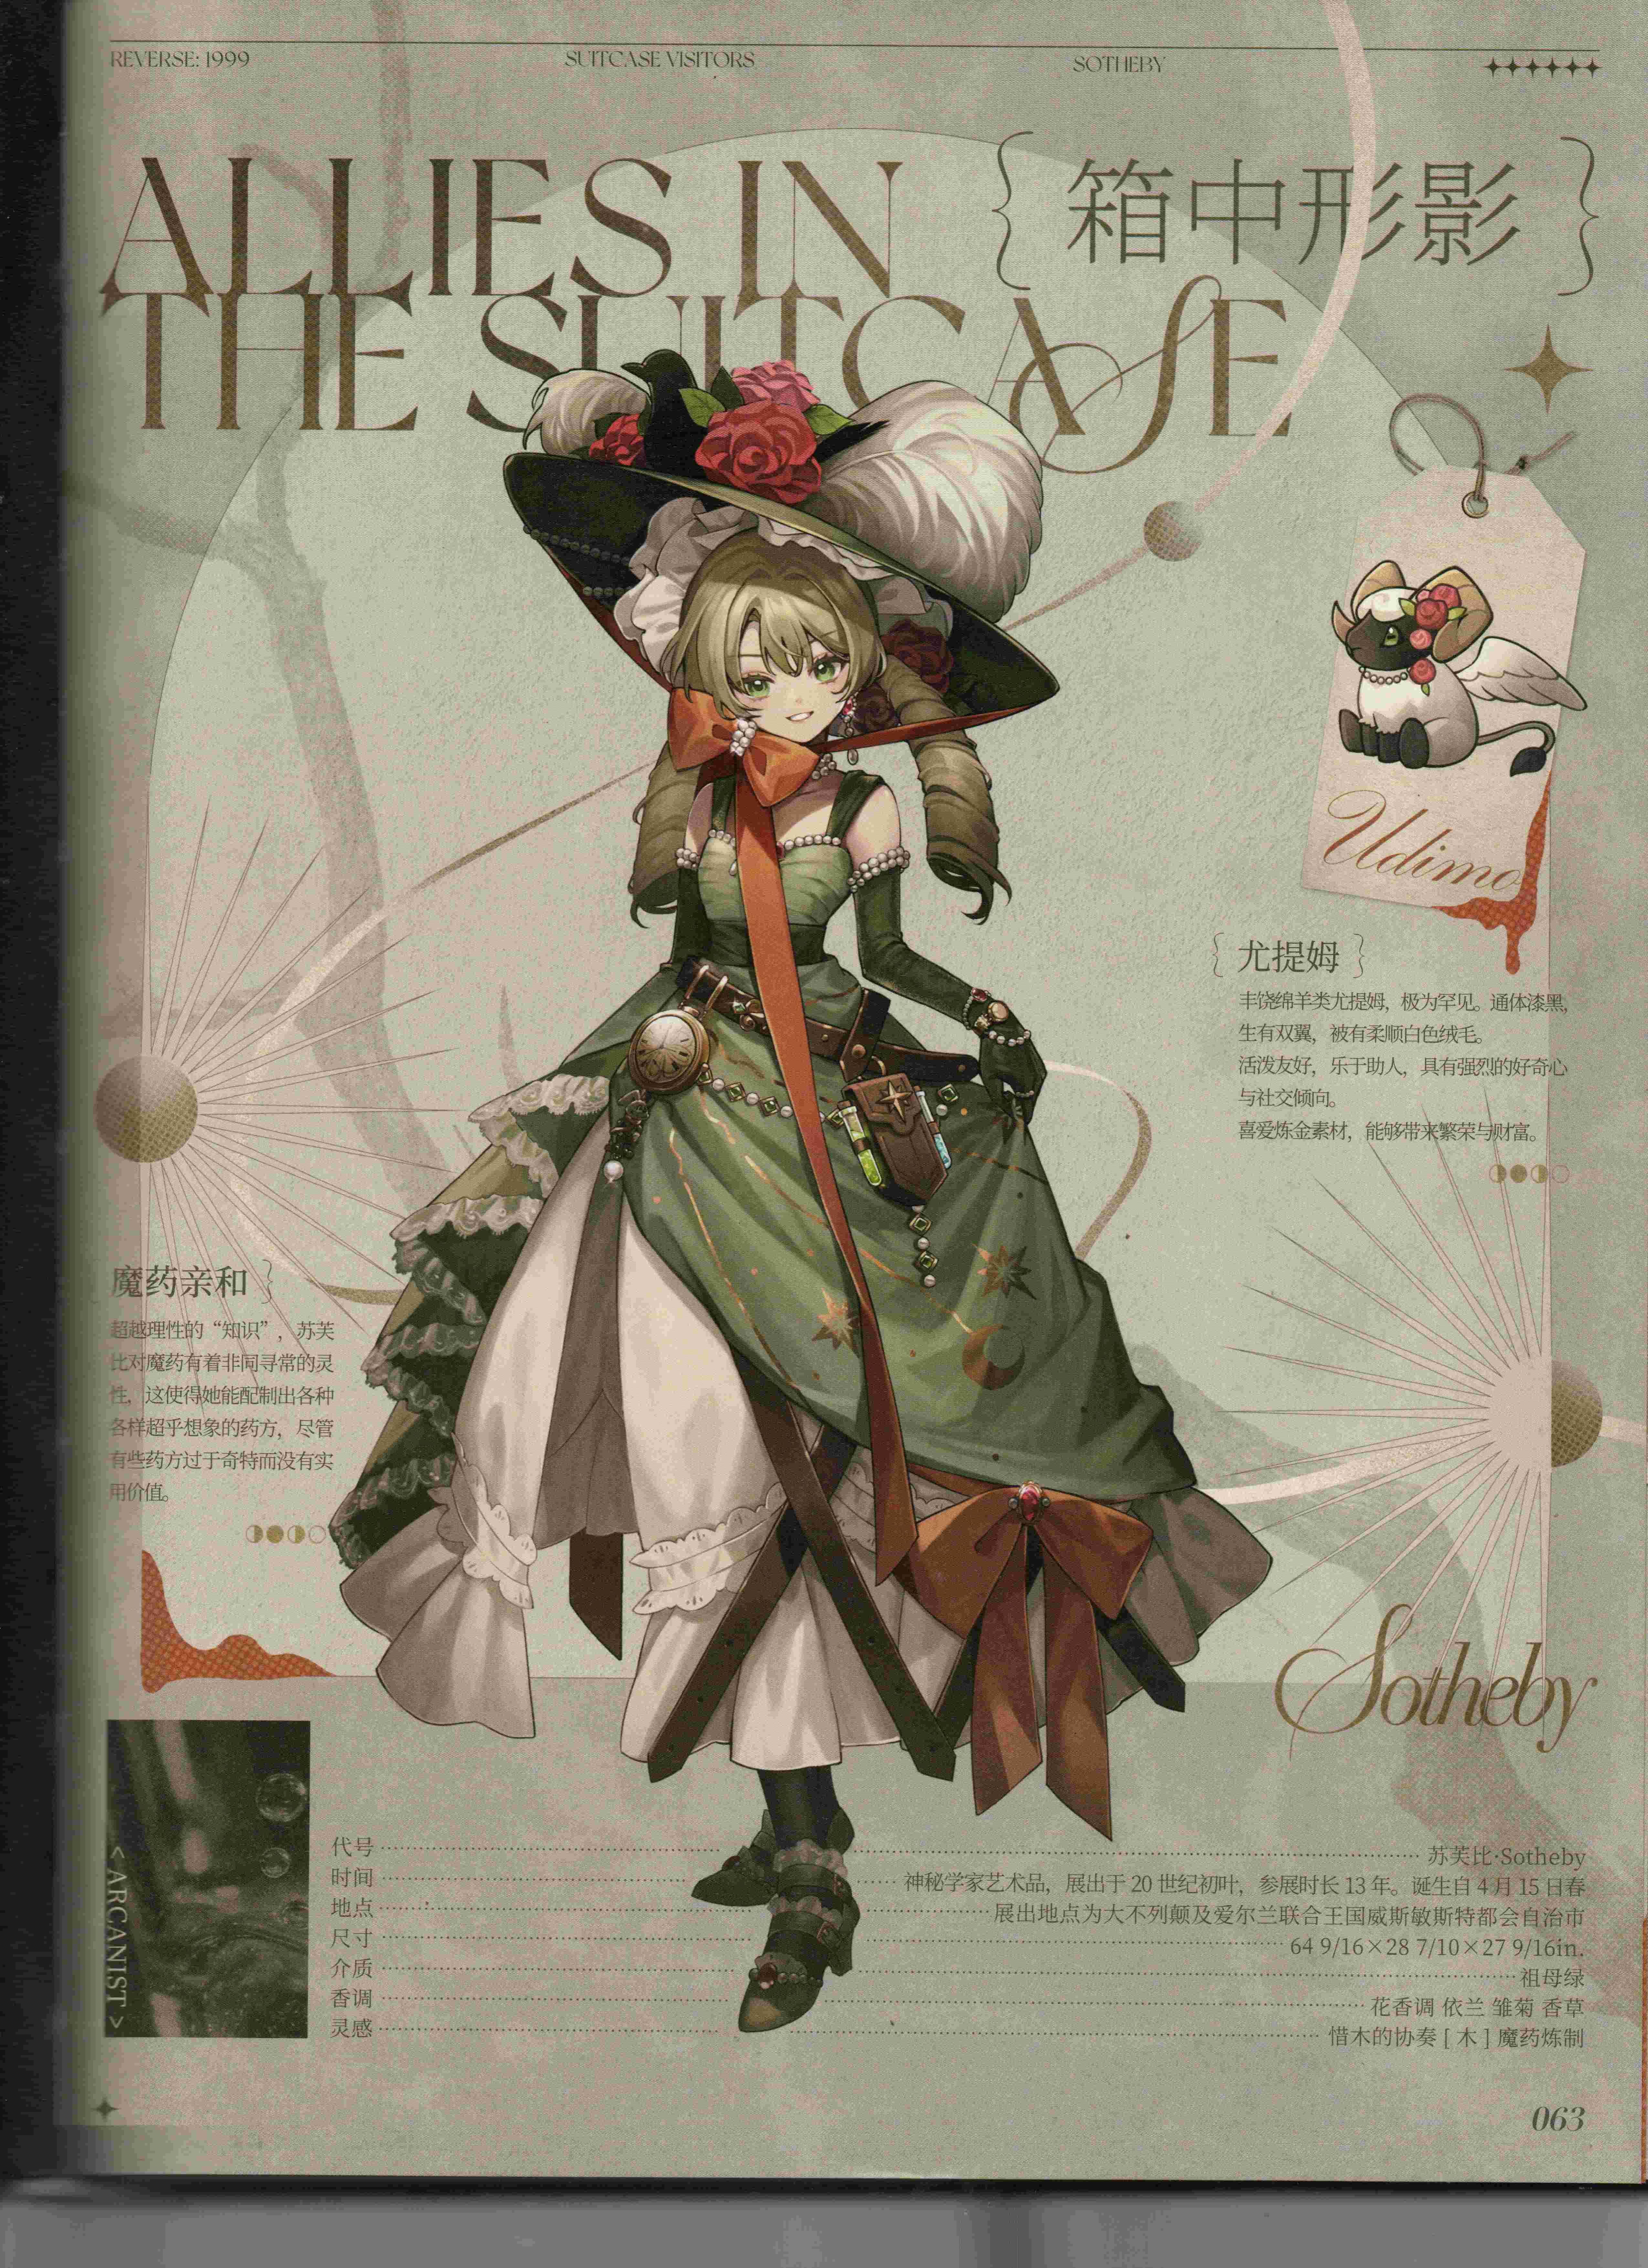 REVERSE: 1999
SUITCASE VISITORS
SOTHEBY
ALLIES IN
THE SUITCASE
{箱中形影}
Udimo
{尤提姆}
丰饶绵羊类尤提姆，极为罕见。通体漆黑，
生有双翼，被有柔顺白色绒毛。
活泼友好，乐于助人，具有强烈的好奇心
与社交倾向。
喜爱炼金素材，能够带来繁荣与财富。
魔药亲和}
超越理性的“知识”，苏芙
比对魔药有着非同寻常的灵
性，这使得她能配制出各种
各样超乎想象的药方，尽管
有些药方过于奇特而没有实
用价值。
Sotheby
<ARCANIST>
代号 苏芙比·Sotheby
时间 神秘学家艺术品，展出于 20 世纪初叶，参展时长 13 年。诞生自 4 月 15 日春
地点 展出地点为大不列颠及爱尔兰联合王国威斯敏斯特都会自治市
尺寸 64 9/16×28 7/10×27 9/16in.
介质 祖母绿
香调 花香调 依兰 雏菊 香草
灵感 惜木的协奏 [ 木 ] 魔药炼制
063